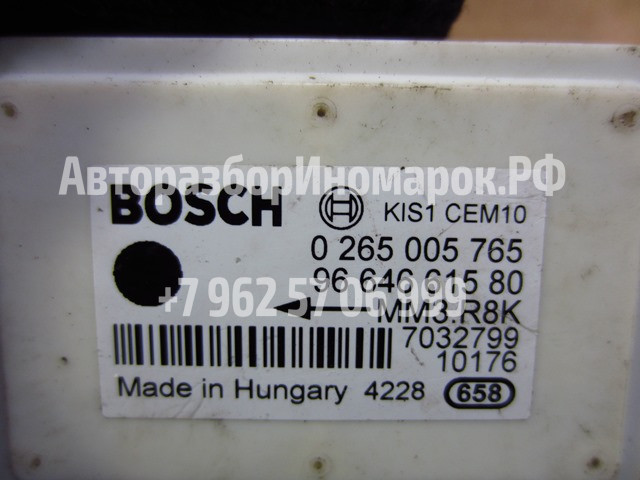 АвторазборИномарок.РФ
BOSCH KIS1 CEM10
0 265 005 765
96 646 615 80
+7 962 57 06 999
MM3.R8K
7032799
10176
Made in Hungary 4228 658